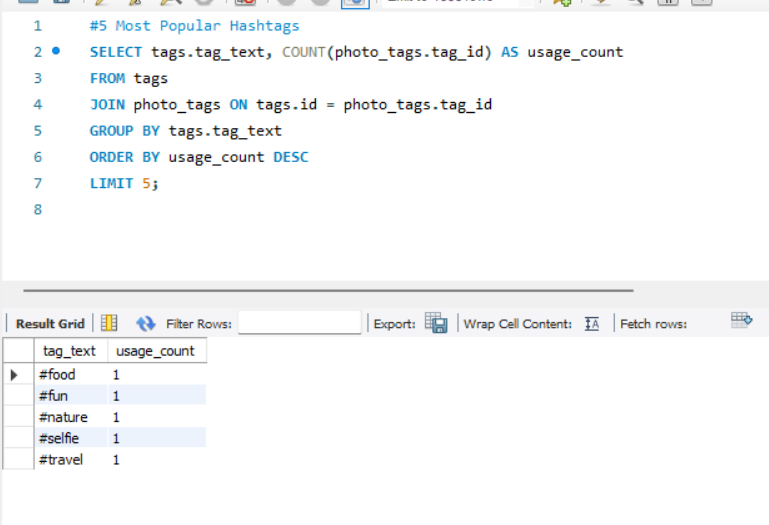 1 #5 Most Popular Hashtags
2 SELECT tags.tag_text, COUNT(photo_tags.tag_id) AS usage_count
3 FROM tags
4 JOIN photo_tags ON tags.id = photo_tags.tag_id
5 GROUP BY tags.tag_text
6 ORDER BY usage_count DESC
7 LIMIT 5;
8
Result Grid Filter Rows: Export: Wrap Cell Content: Fetch rows:
tag_text usage_count
#food 1
#fun 1
#nature 1
#selfie 1
#travel 1